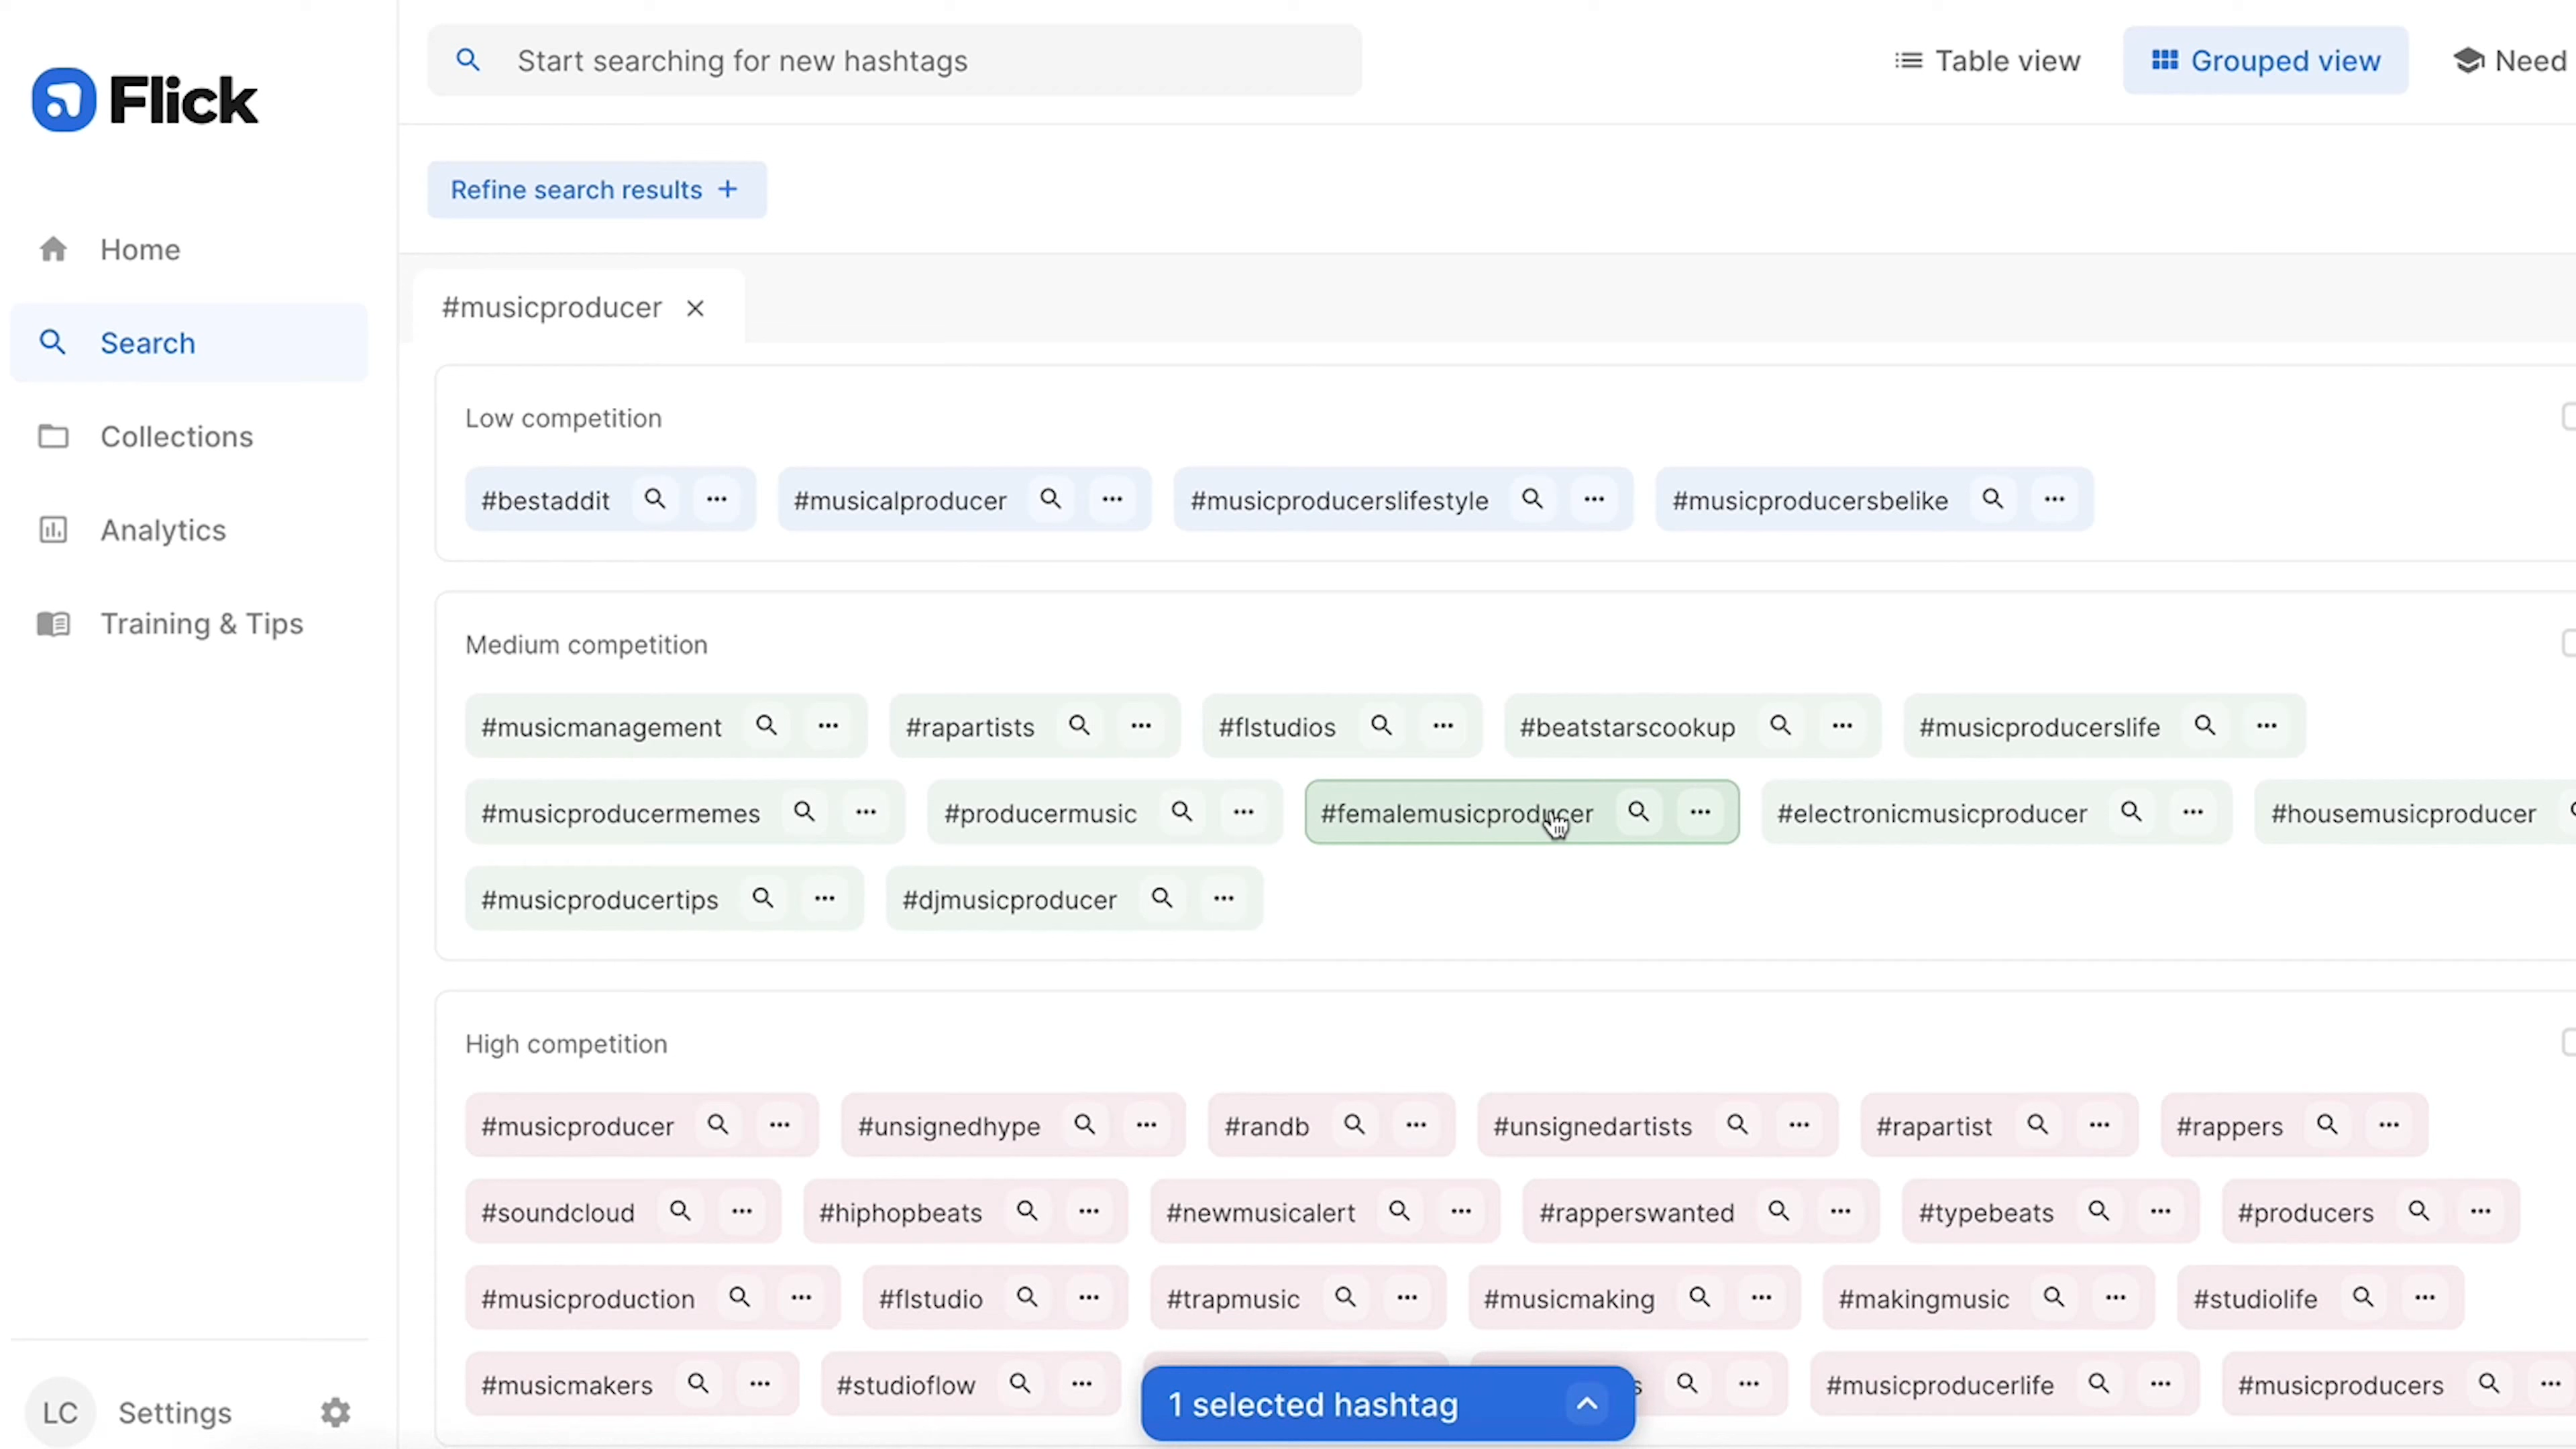 Flick
Start searching for new hashtags
Table view
Grouped view
Need
Refine search results +
Home
Search
Collections
Analytics
Training & Tips
#musicproducer
Low competition
#bestaddit #musicalproducer #musicproducerslifestyle #musicproducersbelike
Medium competition
#musicmanagement #rapartists #flstudios #beatstarscookup #musicproducerslife
#musicproducermemes #producermusic #femalemusicproducer #electronicmusicproducer #housemusicproducer
#musicproducertips #djmusicproducer
High competition
#musicproducer #unsignedhype #randb #unsignedartists #rapartist #rappers
#soundcloud #hiphopbeats #newmusicalert #rapperswanted #typebeats #producers
#musicproduction #flstudio #trapmusic #musicmaking #makingmusic #studiolife
#musicmakers #studioflow #musicproducerlife #musicproducers
1 selected hashtag
LC Settings